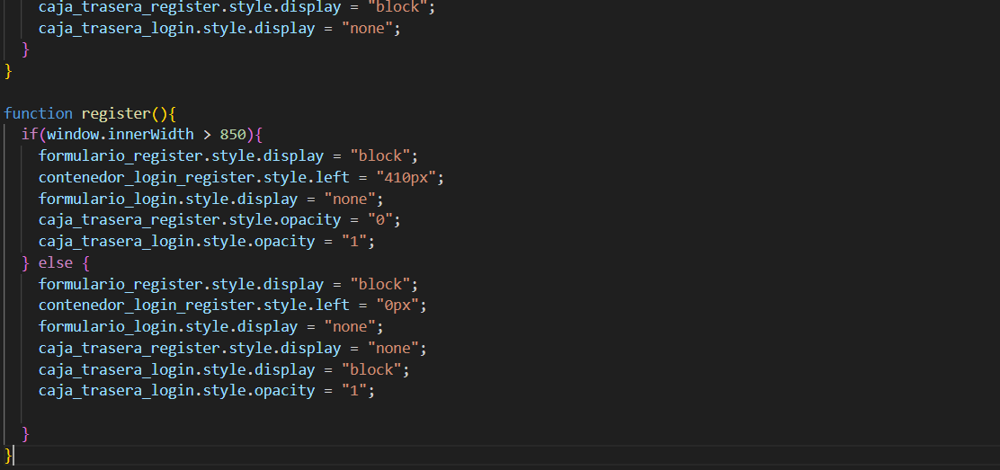 caja_trasera_register.style.display = "block";
caja_trasera_login.style.display = "none";
}
}
function register(){
if(window.innerWidth > 850){
formulario_register.style.display = "block";
contenedor_login_register.style.left = "410px";
formulario_login.style.display = "none";
caja_trasera_register.style.opacity = "0";
caja_trasera_login.style.opacity = "1";
} else {
formulario_register.style.display = "block";
contenedor_login_register.style.left = "0px";
formulario_login.style.display = "none";
caja_trasera_register.style.display = "none";
caja_trasera_login.style.display = "block";
caja_trasera_login.style.opacity = "1";
}
}